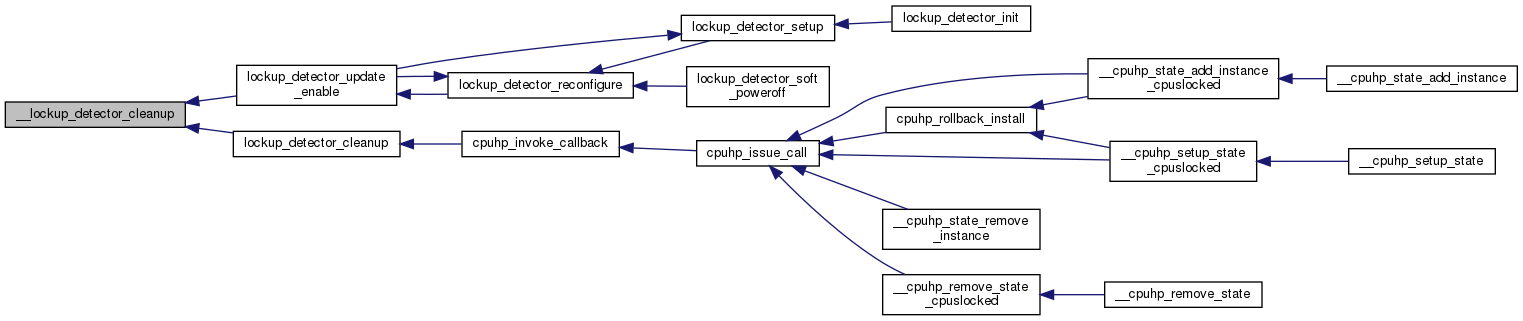 lockup_detector_init
lockup_detector_setup
lockup_detector_update
_enable
lockup_detector_reconfigure
lockup_detector_soft
_poweroff
__lockup_detector_cleanup
lockup_detector_cleanup
cpuhp_invoke_callback
cpuhp_issue_call
cpuhp_rollback_install
__cpuhp_state_add_instance
_cpuslocked
__cpuhp_state_add_instance
__cpuhp_setup_state
_cpuslocked
__cpuhp_setup_state
__cpuhp_state_remove
_instance
__cpuhp_remove_state
_cpuslocked
__cpuhp_remove_state